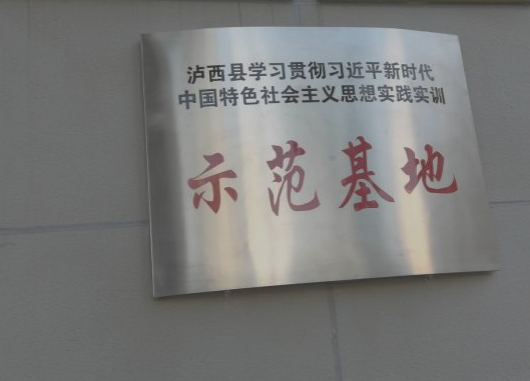 泸西县学习贯彻习近平新时代
中国特色社会主义思想实践实训
示范基地